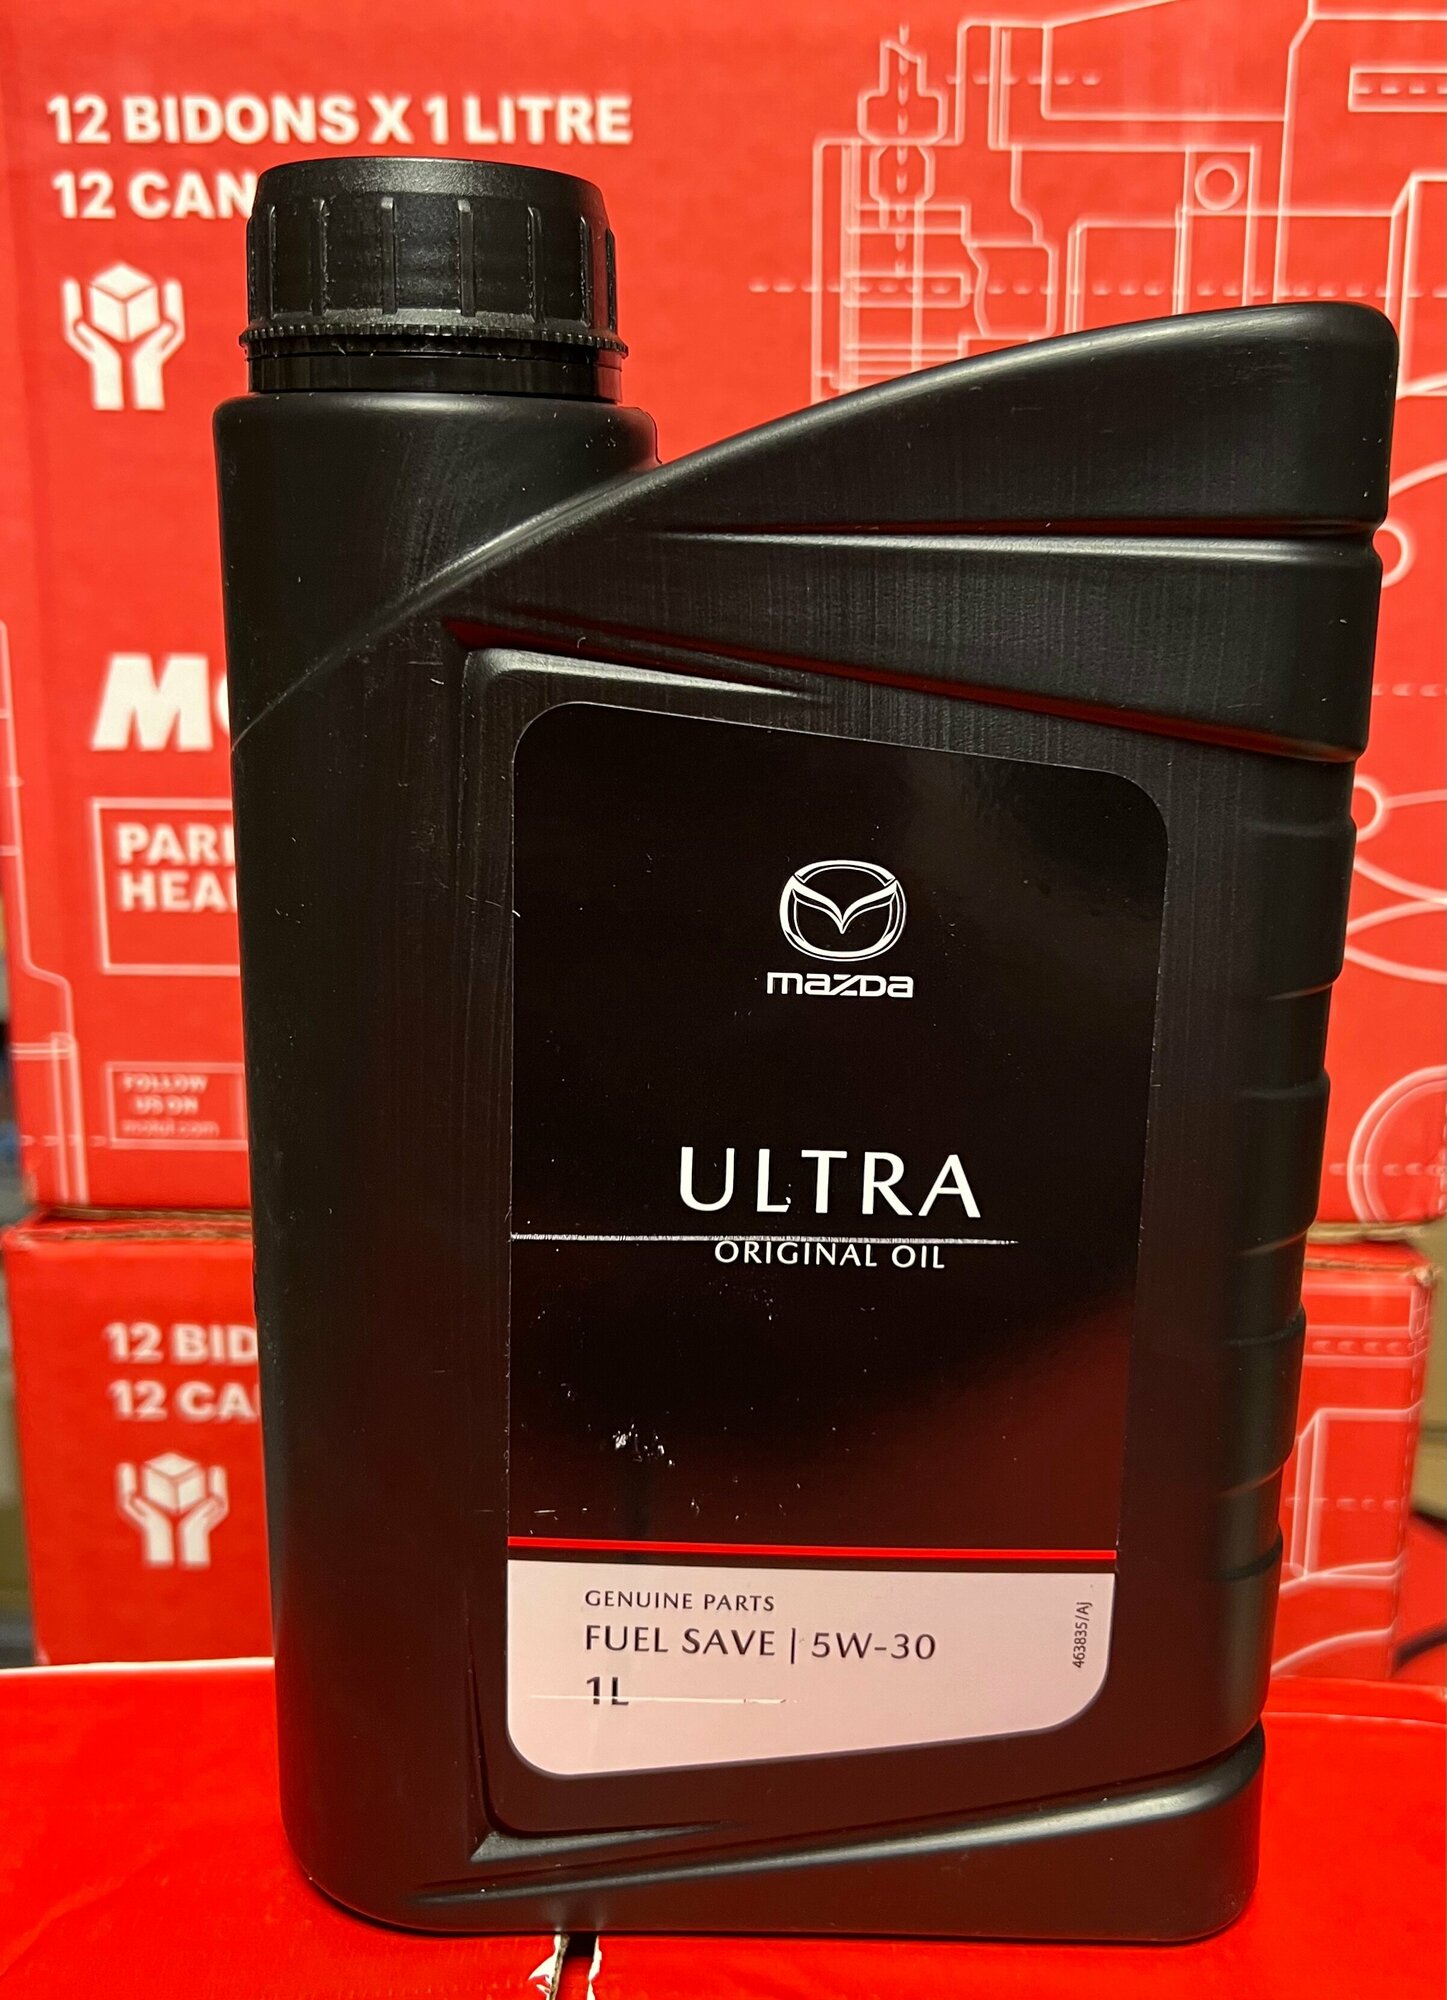 12 BIDONS X 1 LITRE
12 CAN
PAR
HEA
FOLLOW
US ON
motul.com
mazda
ULTRA
ORIGINAL OIL
12 BID
12 CA
GENUINE PARTS
FUEL SAVE | 5W-30
1L
463835/AJ